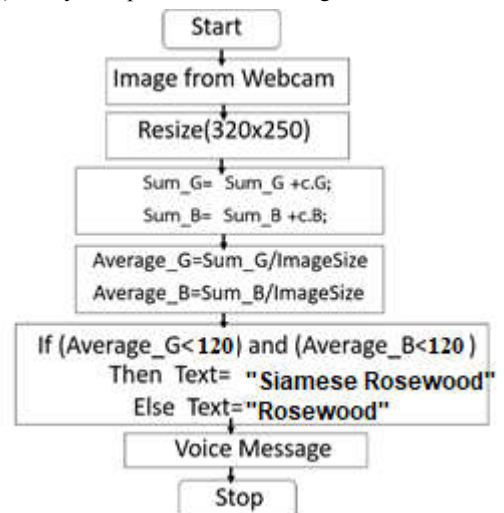 Start
Image from Webcam
Resize(320x250)
Sum_G= Sum_G +c.G;
Sum_B= Sum_B +c.B;
Average_G=Sum_G/ImageSize
Average_B=Sum_B/ImageSize
If (Average_G<120) and (Average_B<120 )
Then Text= "Siamese Rosewood"
Else Text="Rosewood"
Voice Message
Stop